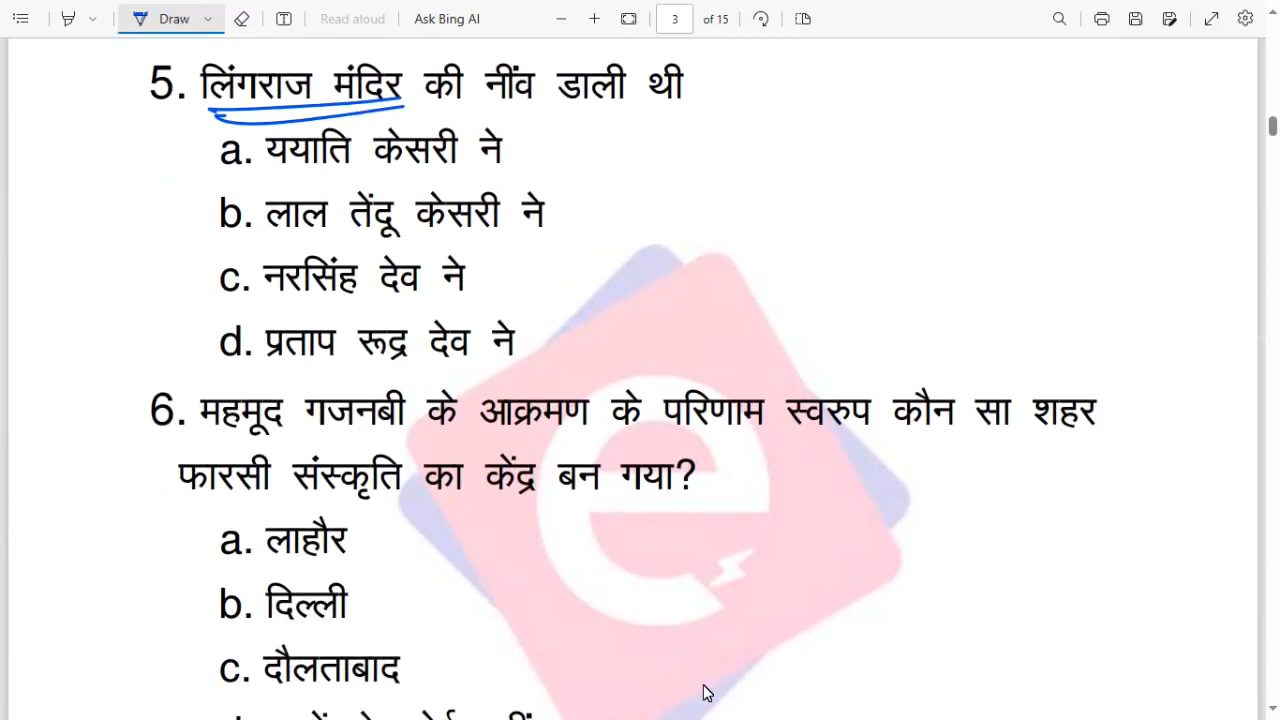 Draw
Read aloud
Ask Bing AI
3 of 15
5. लिंगराज मंदिर की नींव डाली थी
a. ययाति केसरी ने
b. लाल तेंदू केसरी ने
c. नरसिंह देव ने
d. प्रताप रूद्र देव ने
6. महमूद गजनबी के आक्रमण के परिणाम स्वरुप कौन सा शहर
फारसी संस्कृति का केंद्र बन गया?
a. लाहौर
b. दिल्ली
c. दौलताबाद